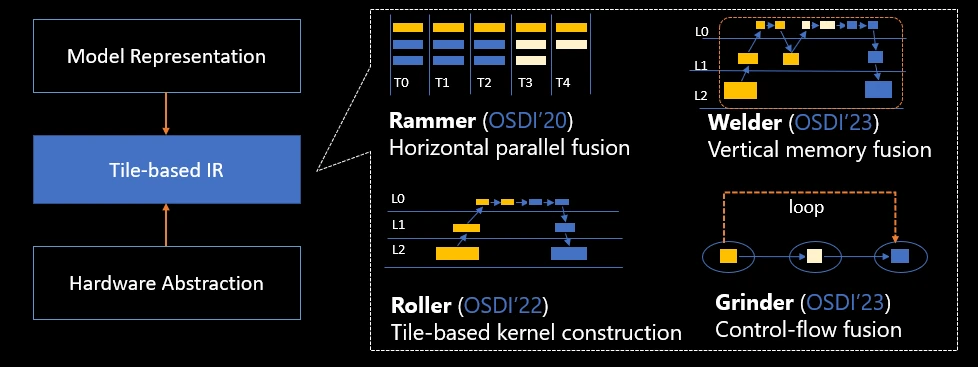 Model Representation
Tile-based IR
Hardware Abstraction
T0 T1 T2 T3 T4
Rammer (OSDI'20)
Horizontal parallel fusion
L0
L1
L2
Welder (OSDI'23)
Vertical memory fusion
L0
L1
L2
Roller (OSDI'22)
Tile-based kernel construction
loop
Grinder (OSDI'23)
Control-flow fusion